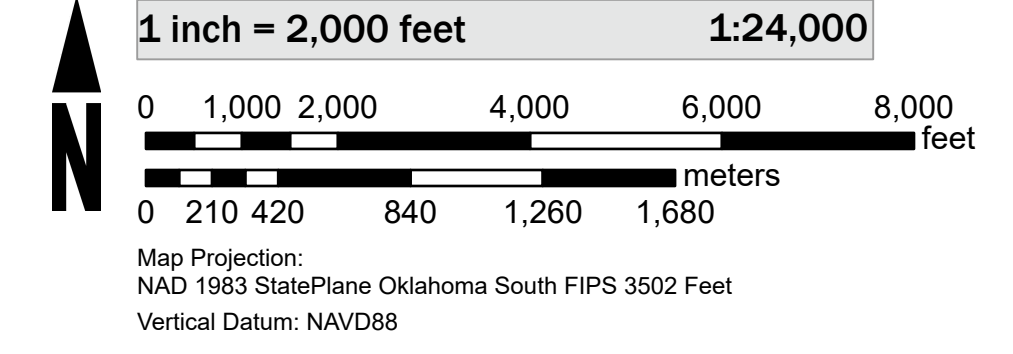 1 inch = 2,000 feet 1:24,000
N
0 1,000 2,000 4,000 6,000 8,000
feet
meters
0 210 420 840 1,260 1,680
Map Projection:
NAD 1983 StatePlane Oklahoma South FIPS 3502 Feet
Vertical Datum: NAVD88